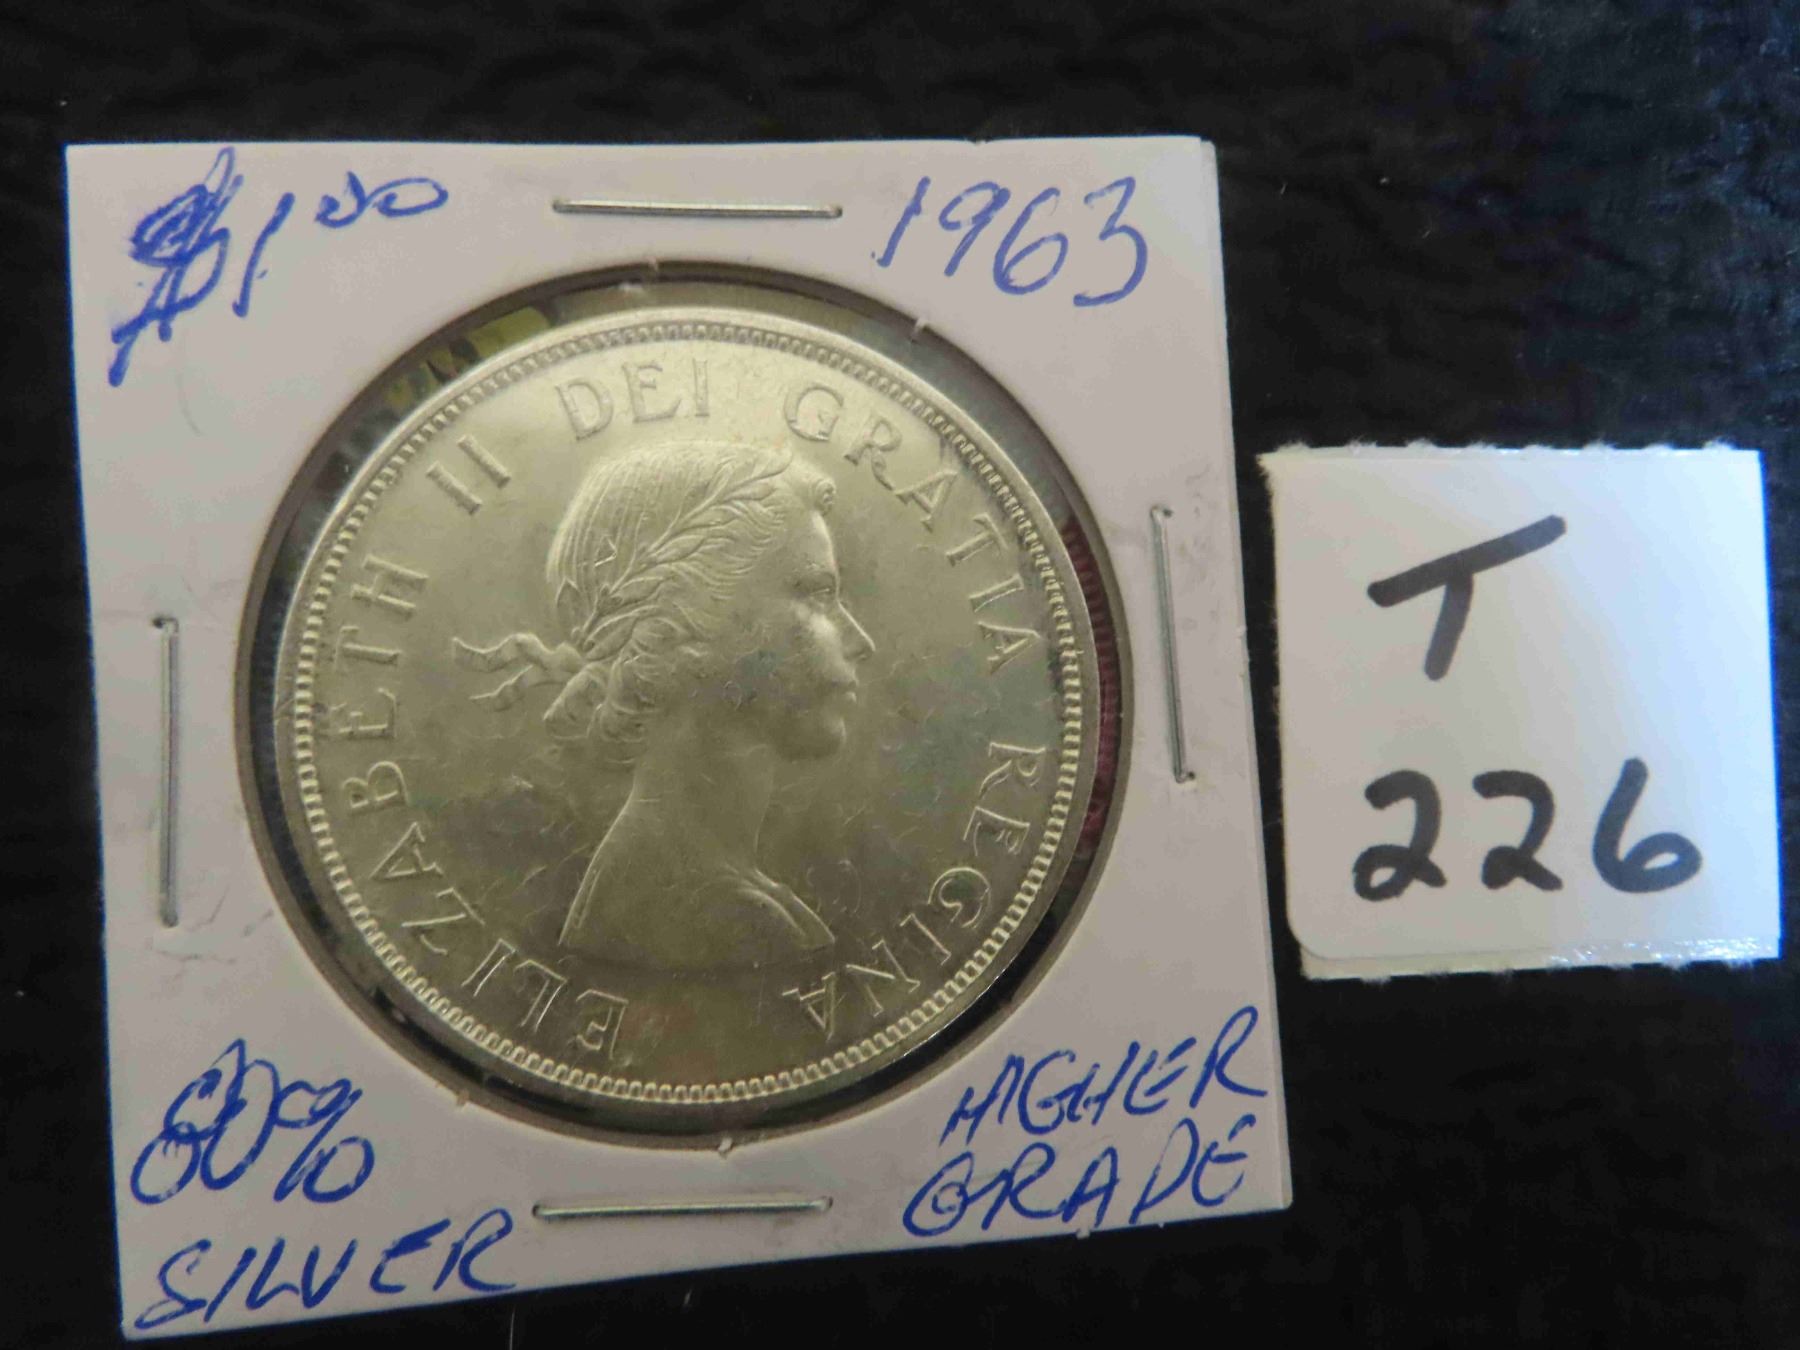 $1.00 1963
ELIZABETH II DEI GRATIA REGINA
80%
SILVER
HIGHER
GRADE
T
226